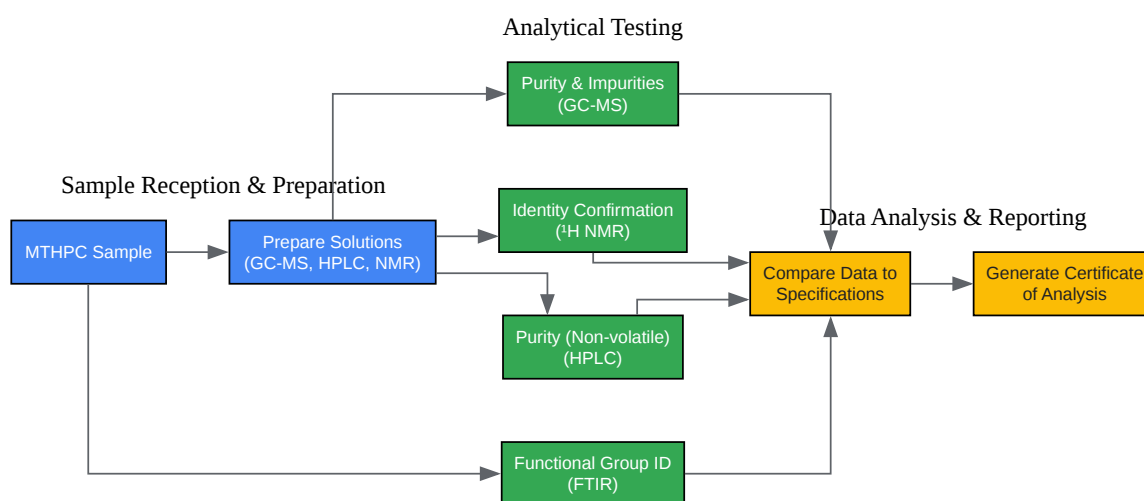 Analytical Testing
Purity & Impurities
(GC-MS)
Sample Reception & Preparation
Identity Confirmation
(¹H NMR)
Data Analysis & Reporting
MTHPC Sample
Prepare Solutions
(GC-MS, HPLC, NMR)
Compare Data to
Specifications
Generate Certificate
of Analysis
Purity (Non-volatile)
(HPLC)
Functional Group ID
(FTIR)